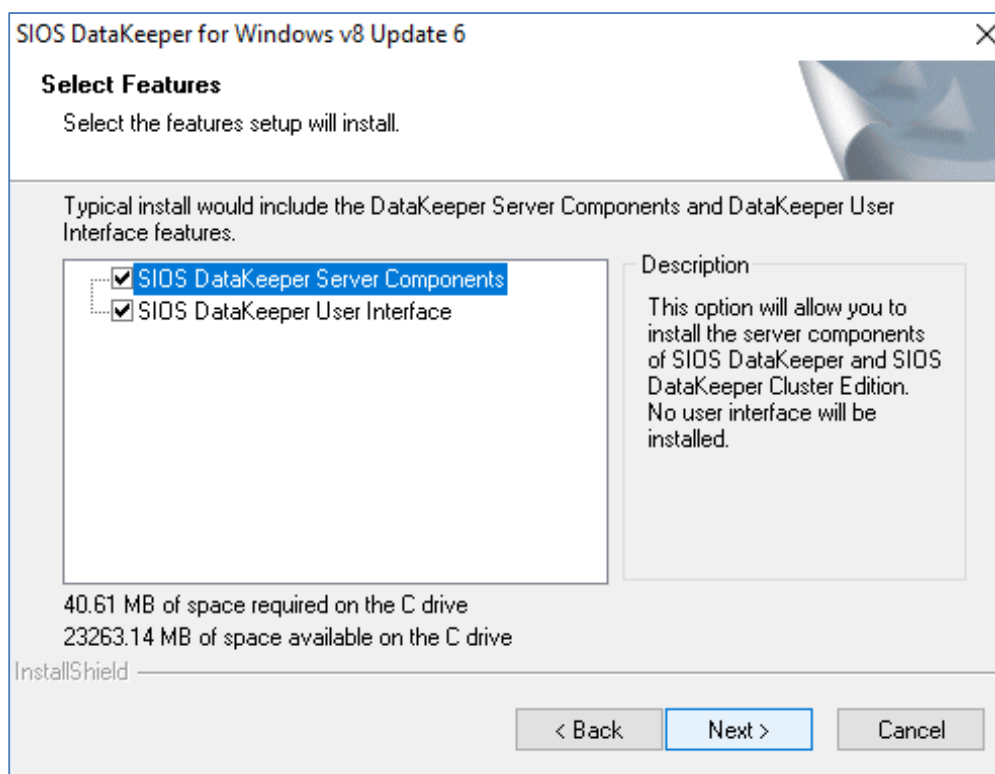 SIOS DataKeeper for Windows v8 Update 6
Select Features
Select the features setup will install.
Typical install would include the DataKeeper Server Components and DataKeeper User
Interface features.
SIOS DataKeeper Server Components
SIOS DataKeeper User Interface
Description
This option will allow you to
install the server components
of SIOS DataKeeper and SIOS
DataKeeper Cluster Edition.
No user interface will be
installed.
40.61 MB of space required on the C drive
23263.14 MB of space available on the C drive
InstallShield
< Back
Next >
Cancel